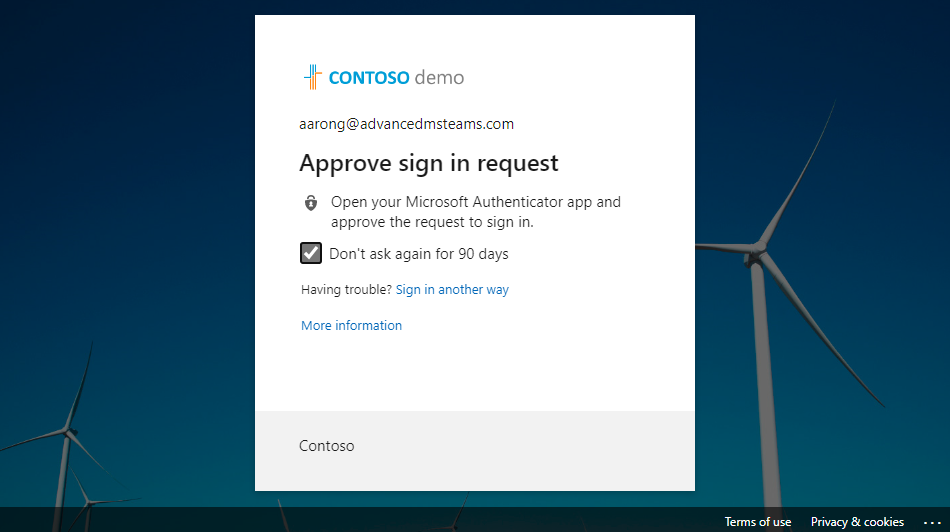 CONTOSO demo
aarong@advancedmsteams.com
Approve sign in request
Open your Microsoft Authenticator app and
approve the request to sign in.
Don't ask again for 90 days
Having trouble? Sign in another way
More information
Contoso
Terms of use Privacy & cookies ...